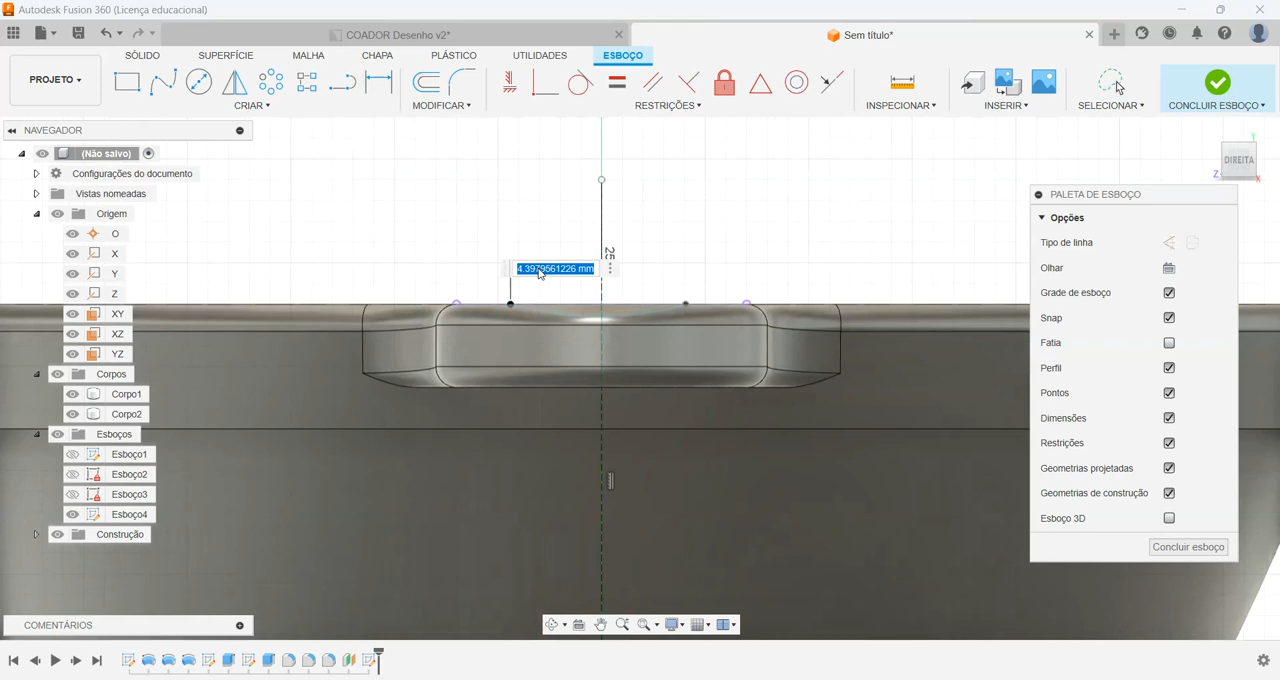 Autodesk Fusion 360 (Licença educacional)
COADOR Desenho v2*
Sem título*
SÓLIDO
SUPERFÍCIE
MALHA
CHAPA
PLÁSTICO
UTILIDADES
ESBOÇO
PROJETO
CRIAR
MODIFICAR
RESTRIÇÕES
INSPECIONAR
INSERIR
SELECIONAR
CONCLUIR ESBOÇO
NAVEGADOR
(Não salvo)
Configurações do documento
Vistas nomeadas
Origem
O
X
Y
Z
XY
XZ
YZ
Corpos
Corpo1
Corpo2
Esboços
Esboço1
Esboço2
Esboço3
Esboço4
Construção
25
4.3979561226 mm
Y
DIREITA
Z
X
PALETA DE ESBOÇO
Opções
Tipo de linha
Olhar
Grade de esboço
Snap
Fatia
Perfil
Pontos
Dimensões
Restrições
Geometrias projetadas
Geometrias de construção
Esboço 3D
Concluir esboço
COMENTÁRIOS